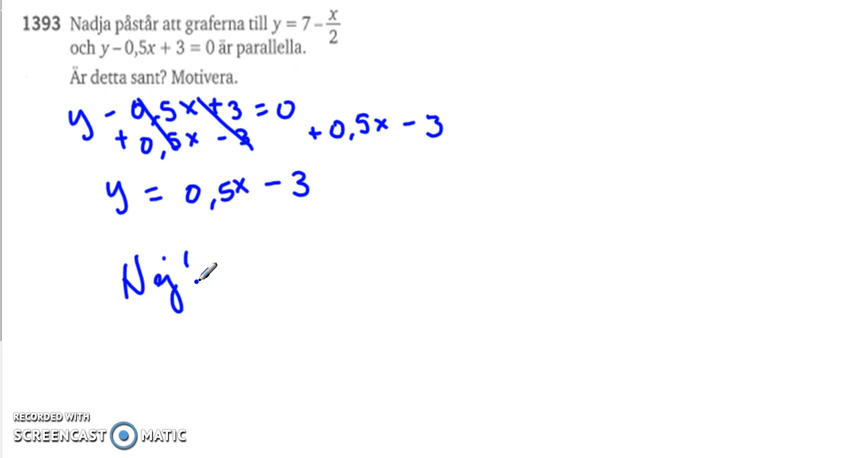 1393 Nadja påstår att graferna till y = 7 – x/2
och y – 0,5x + 3 = 0 är parallella.
Är detta sant? Motivera.
y - 0,5x + 3 = 0
+ 0,5x - 3 + 0,5x - 3
y = 0,5x - 3
Nej!
RECORDED WITH
SCREENCAST MATIC